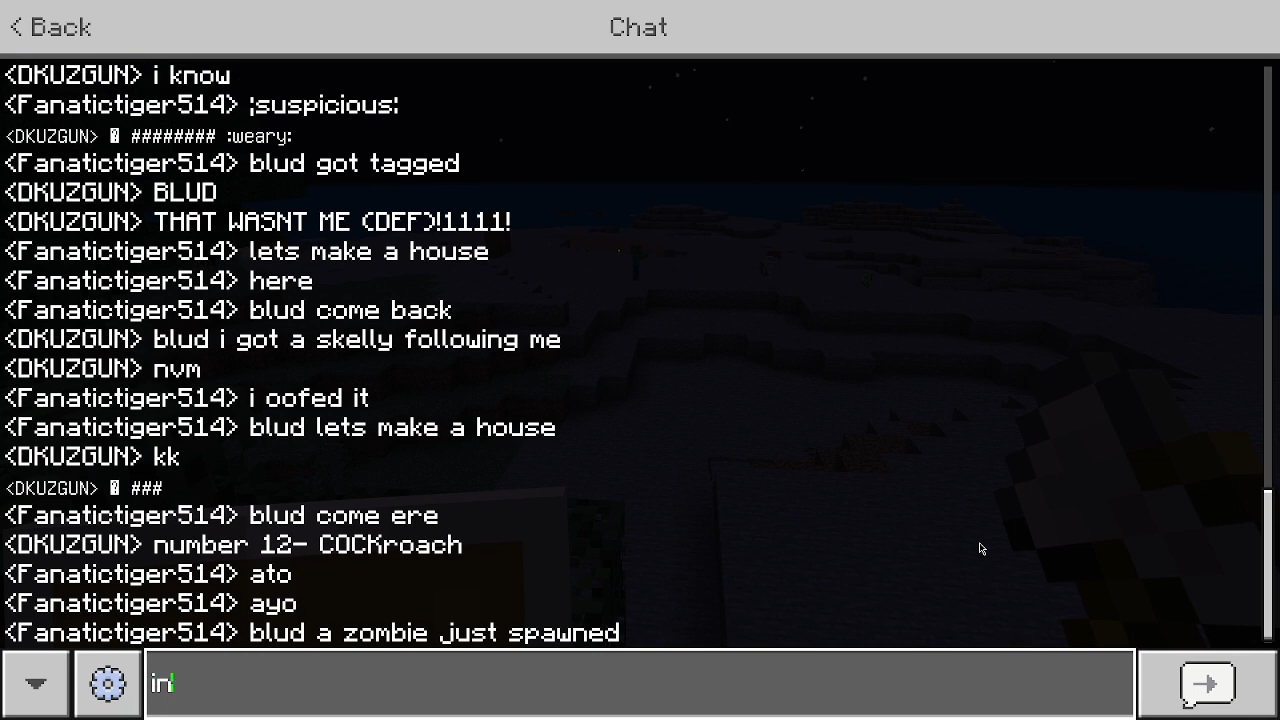 < Back
Chat
<DKUZGUN> i know
<Fanatictiger514> ¦suspicious¦
<DKUZGUN> ######## :weary:
<Fanatictiger514> blud got tagged
<DKUZGUN> BLUD
<DKUZGUN> THAT WASNT ME (DEF)!1111!
<Fanatictiger514> lets make a house
<Fanatictiger514> here
<Fanatictiger514> blud come back
<DKUZGUN> blud i got a skelly following me
<DKUZGUN> nvm
<Fanatictiger514> i oofed it
<Fanatictiger514> blud lets make a house
<DKUZGUN> kk
<DKUZGUN> ###
<Fanatictiger514> blud come ere
<DKUZGUN> number 12- COCKroach
<Fanatictiger514> ato
<Fanatictiger514> ayo
<Fanatictiger514> blud a zombie just spawned
in